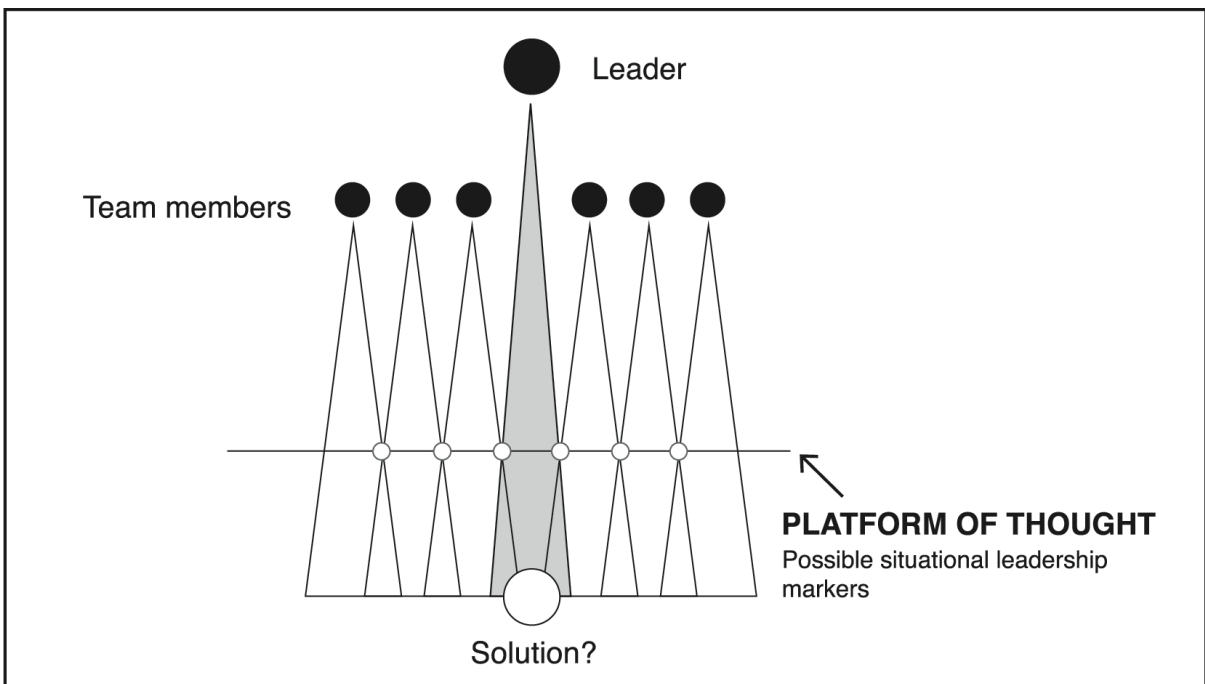 Leader
Team members
PLATFORM OF THOUGHT
Possible situational leadership
markers
Solution?